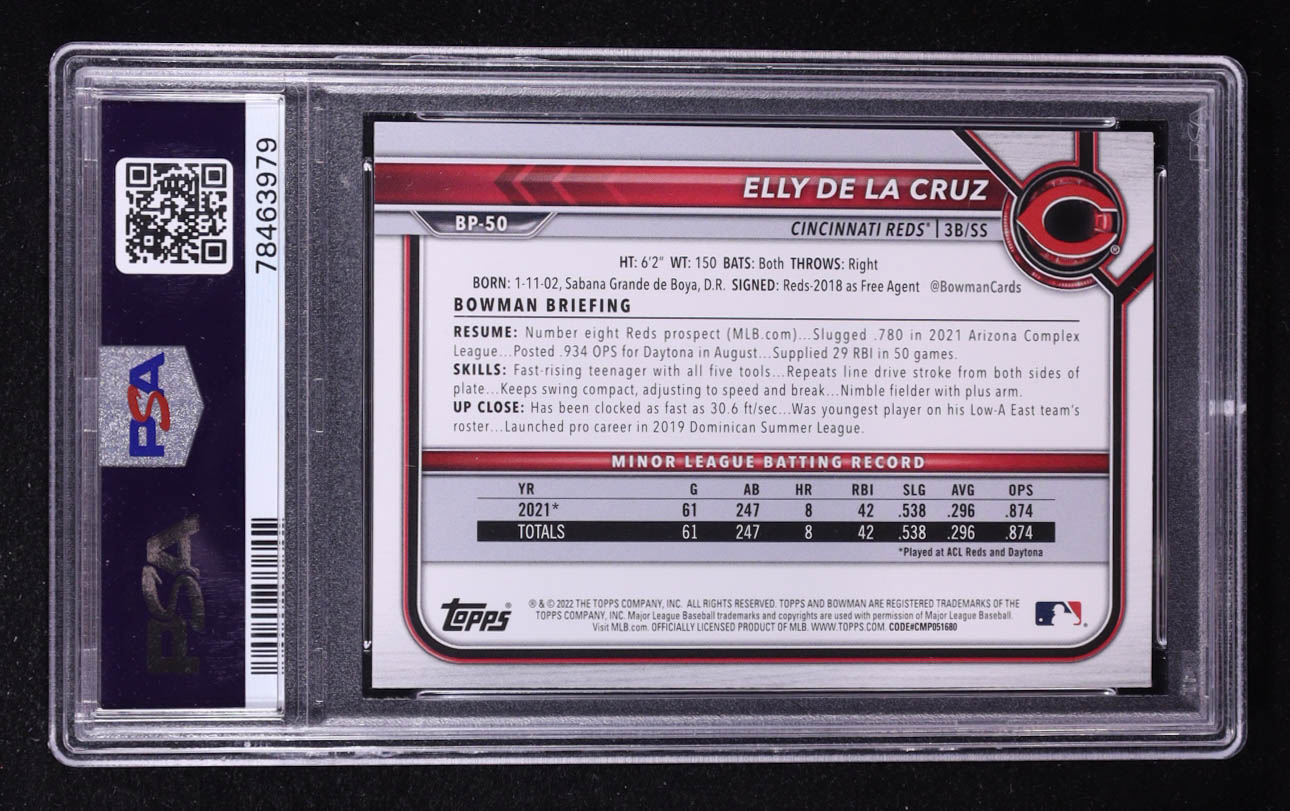 78463979
PSA
PSA
ELLY DE LA CRUZ
BP-50
CINCINNATI REDS® | 3B/SS
HT: 6'2" WT: 150 BATS: Both THROWS: Right
BORN: 1-11-02, Sabana Grande de Boya, D.R. SIGNED: Reds-2018 as Free Agent @BowmanCards
BOWMAN BRIEFING
RESUME: Number eight Reds prospect (MLB.com)...Slugged .780 in 2021 Arizona Complex
League...Posted .934 OPS for Daytona in August...Supplied 29 RBI in 50 games.
SKILLS: Fast-rising teenager with all five tools...Repeats line drive stroke from both sides of
plate...Keeps swing compact, adjusting to speed and break...Nimble fielder with plus arm.
UP CLOSE: Has been clocked as fast as 30.6 ft/sec...Was youngest player on his Low-A East team's
roster...Launched pro career in 2019 Dominican Summer League.
MINOR LEAGUE BATTING RECORD
YR G AB HR RBI SLG AVG OPS
2021* 61 247 8 42 .538 .296 .874
TOTALS 61 247 8 42 .538 .296 .874
*Played at ACL Reds and Daytona
Topps®
® & © 2022 THE TOPPS COMPANY, INC. ALL RIGHTS RESERVED. TOPPS AND BOWMAN ARE REGISTERED TRADEMARKS OF THE
TOPPS COMPANY, INC. Major League Baseball trademarks and copyrights are used with permission of Major League Baseball.
Visit MLB.com. OFFICIALLY LICENSED PRODUCT OF MLB. WWW.TOPPS.COM. CODE#CMP051680